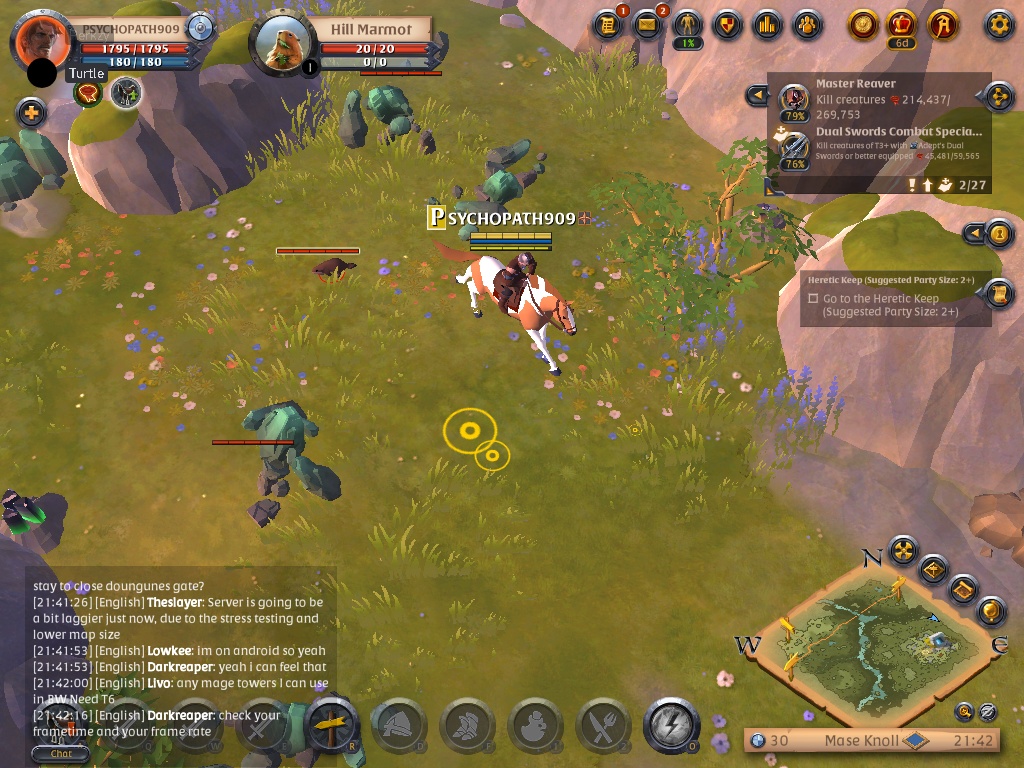 PSYCHOPATH909
1795 / 1795
180 / 180
Turtle
Hill Marmot
20 / 20
0 / 0
I
1
2
1%
6d
Master Reaver
Kill creatures 214,437/
269,753
79%
Dual Swords Combat Specia...
Kill creatures of T3+ with Adept's Dual
Swords or better equipped 45,481/59,565
76%
2/27
Heretic Keep (Suggested Party Size: 2+)
Go to the Heretic Keep
(Suggested Party Size: 2+)
PSYCHOPATH909
stay to close doungunes gate?
[21:41:26] [English] Theslayer: Server is going to be
a bit laggier just now, due to the stress testing and
lower map size
[21:41:53] [English] Lowkee: im on android so yeah
[21:41:53] [English] Darkreaper: yeah i can feel that
[21:42:00] [English] Livo: any mage towers I can use
in BW Need T6
[21:42:16] [English] Darkreaper: check your
frametime and your frame rate
Chat
Q
W
E
R
D
F
1
2
O
N
W
E
30
Mase Knoll
21:42